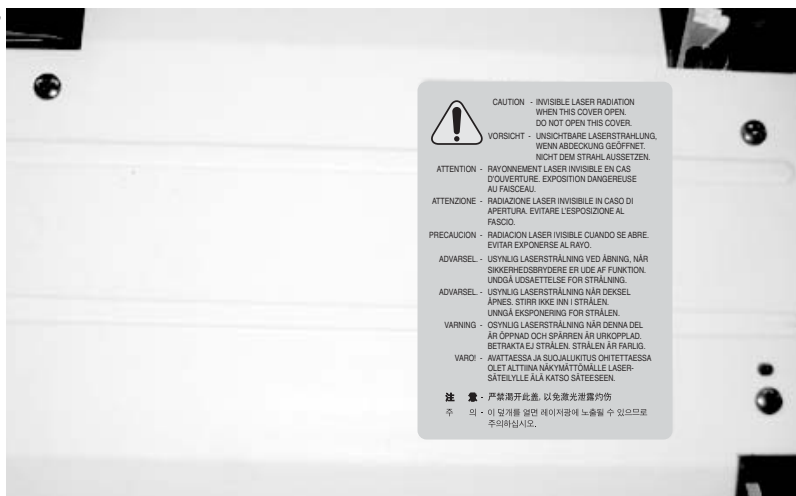 CAUTION - INVISIBLE LASER RADIATION
WHEN THIS COVER OPEN.
DO NOT OPEN THIS COVER.
VORSICHT - UNSICHTBARE LASERSTRAHLUNG,
WENN ABDECKUNG GEÖFFNET.
NICHT DEM STRAHL AUSSETZEN.
ATTENTION - RAYONNEMENT LASER INVISIBLE EN CAS
D'OUVERTURE. EXPOSITION DANGEREUSE
AU FAISCEAU.
ATTENZIONE - RADIAZIONE LASER INVISIBILE IN CASO DI
APERTURA. EVITARE L'ESPOSIZIONE AL
FASCIO.
PRECAUCION - RADIACION LASER IVISIBLE CUANDO SE ABRE.
EVITAR EXPONERSE AL RAYO.
ADVARSEL. - USYNLIG LASERSTRÅLNING VED ÅBNING, NÅR
SIKKERHEDSBRYDERE ER UDE AF FUNKTION.
UNDGÅ UDSAETTELSE FOR STRÅLNING.
ADVARSEL. - USYNLIG LASERSTRÅLNING NÅR DEKSEL
ÅPNES. STIRR IKKE INN I STRÅLEN.
UNNGÅ EKSPONERING FOR STRÅLEN.
VARNING - OSYNLIG LASERSTRÅLNING NÄR DENNA DEL
ÄR ÖPPNAD OCH SPÄRREN ÄR URKOPPLAD.
BETRAKTA EJ STRÅLEN. STRÅLEN ÄR FARLIG.
VARO! - AVATTAESSA JA SUOJALUKITUS OHITETTAESSA
OLET ALTTIINA NÄKYMÄTTÖMÄLLE LASER-
SÄTEILYLLE ÄLÄ KATSO SÄTEESEEN.
注 意 - 严禁渴开此盖, 以免激光泄露灼伤
주 의 - 이 덮개를 열면 레이저광에 노출될 수 있으므로
주의하십시오.